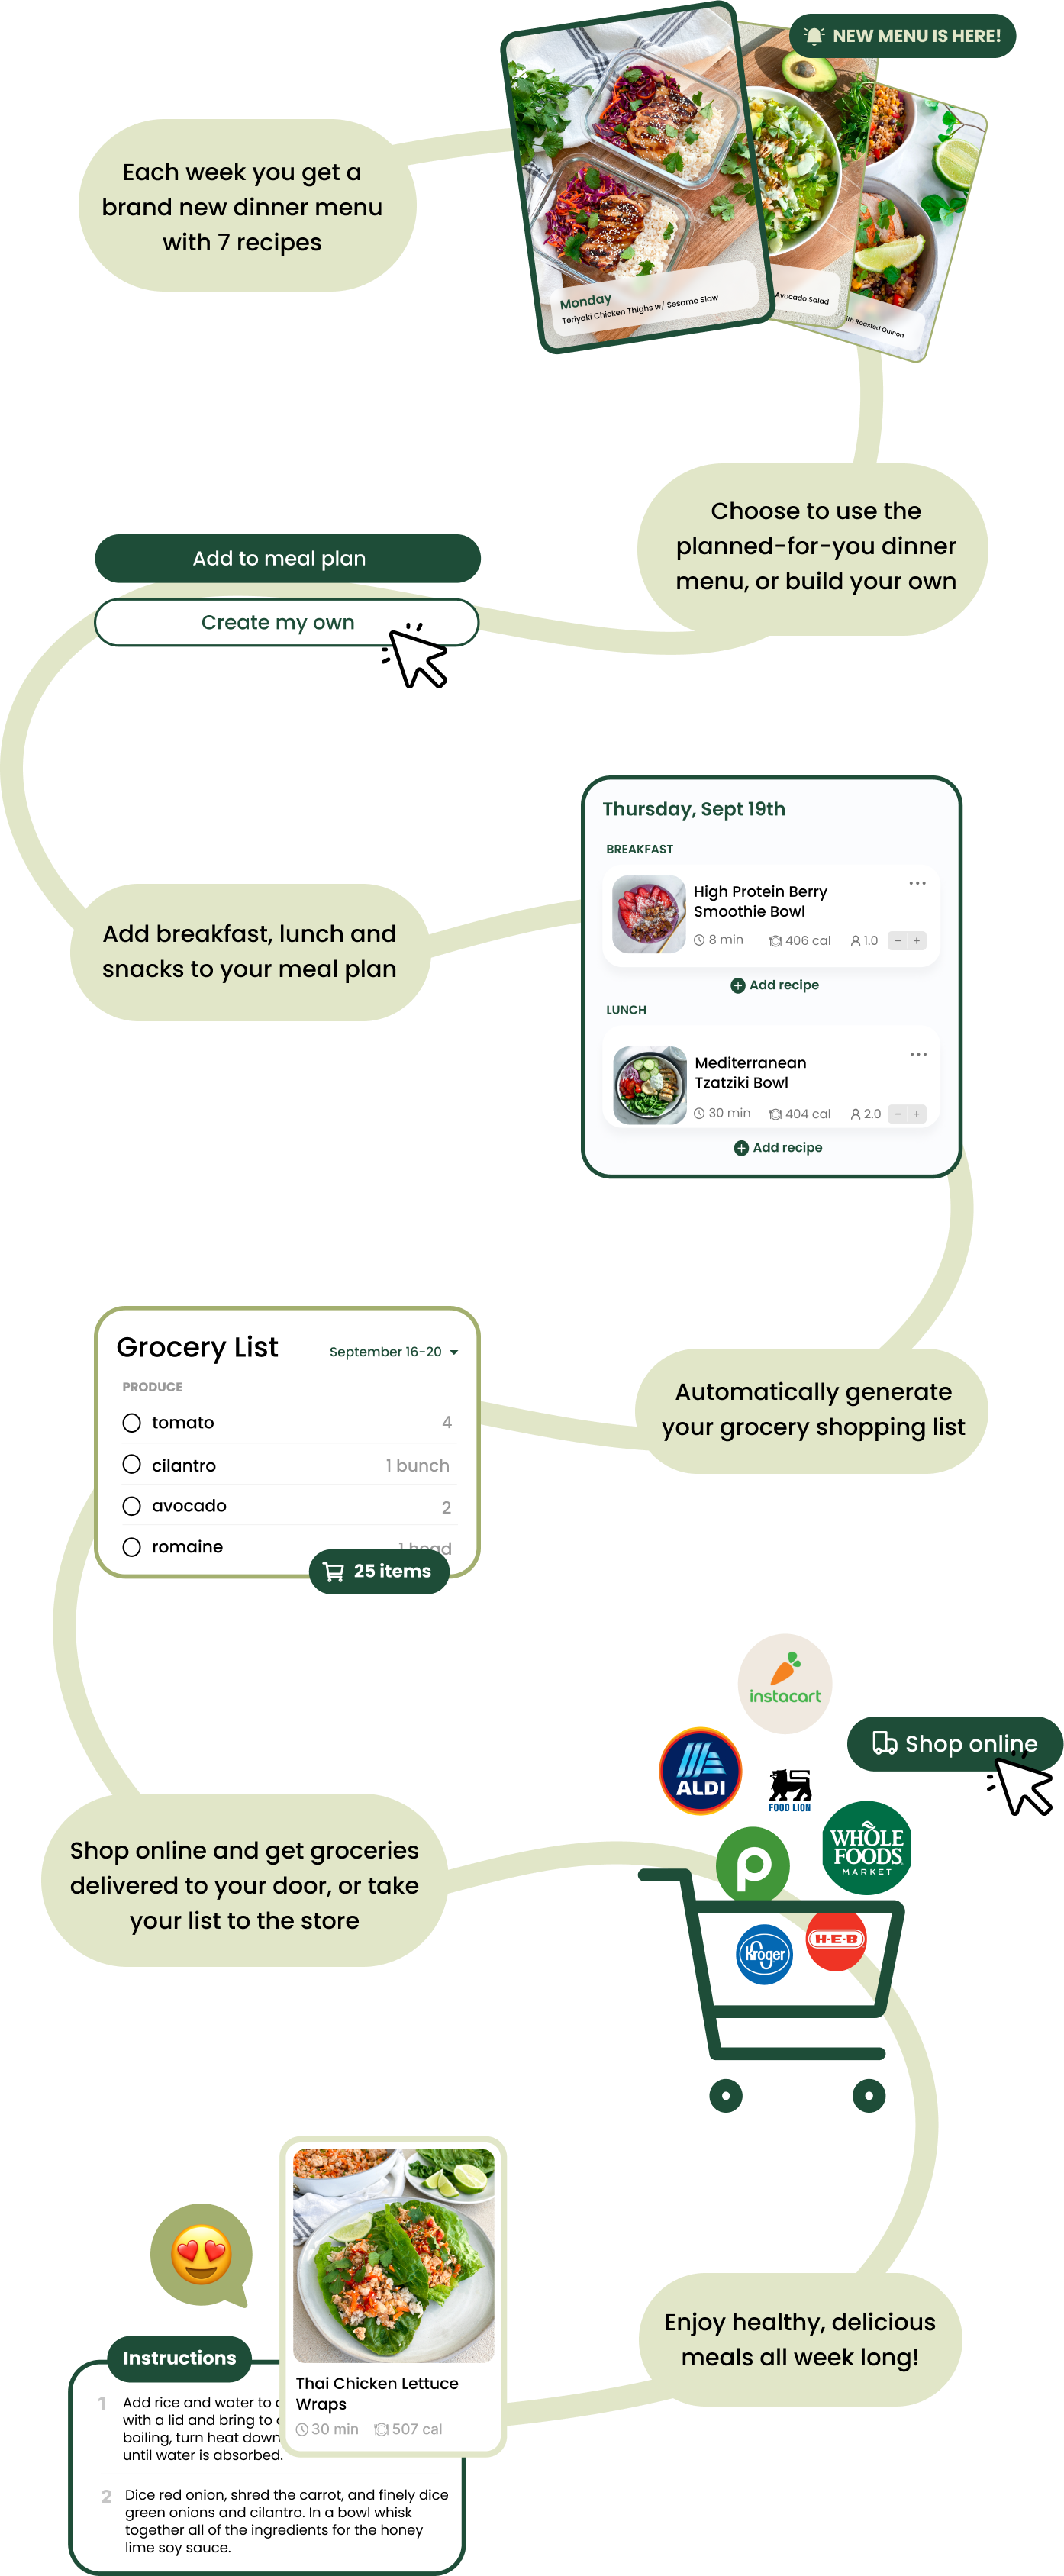 NEW MENU IS HERE!
Each week you get a
brand new dinner menu
with 7 recipes
Monday
Teriyaki Chicken Thighs w/ Sesame Slaw
Avocado Salad
Roasted Quinoa
Choose to use the
planned-for-you dinner
menu, or build your own
Add to meal plan
Create my own
Thursday, Sept 19th
BREAKFAST
High Protein Berry
Smoothie Bowl
8 min 406 cal 1.0 − +
Add recipe
LUNCH
Mediterranean
Tzatziki Bowl
30 min 404 cal 2.0 − +
Add recipe
Add breakfast, lunch and
snacks to your meal plan
Grocery List
September 16-20
PRODUCE
tomato 4
cilantro 1 bunch
avocado 2
romaine 1 head
25 items
Automatically generate
your grocery shopping list
instacart
Shop online
ALDI
FOOD LION
WHOLE
FOODS
MARKET
p
Kroger
H-E-B
Shop online and get groceries
delivered to your door, or take
your list to the store
Enjoy healthy, delicious
meals all week long!
Thai Chicken Lettuce
Wraps
30 min 507 cal
Instructions
1 Add rice and water to
with a lid and bring to
boiling, turn heat down
until water is absorbed.
2 Dice red onion, shred the carrot, and finely dice
green onions and cilantro. In a bowl whisk
together all of the ingredients for the honey
lime soy sauce.